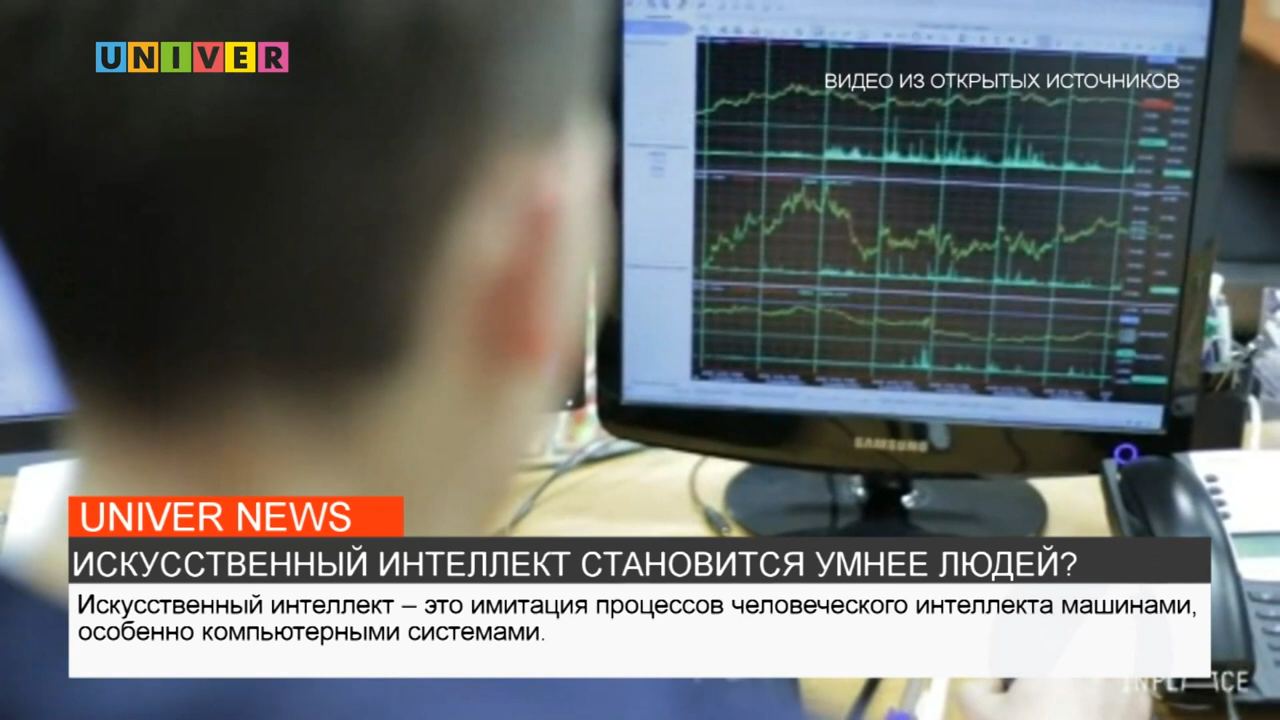 UNIVER
ВИДЕО ИЗ ОТКРЫТЫХ ИСТОЧНИКОВ
SAMSUNG
UNIVER NEWS
ИСКУССТВЕННЫЙ ИНТЕЛЛЕКТ СТАНОВИТСЯ УМНЕЕ ЛЮДЕЙ?
Искусственный интеллект – это имитация процессов человеческого интеллекта машинами,
особенно компьютерными системами.